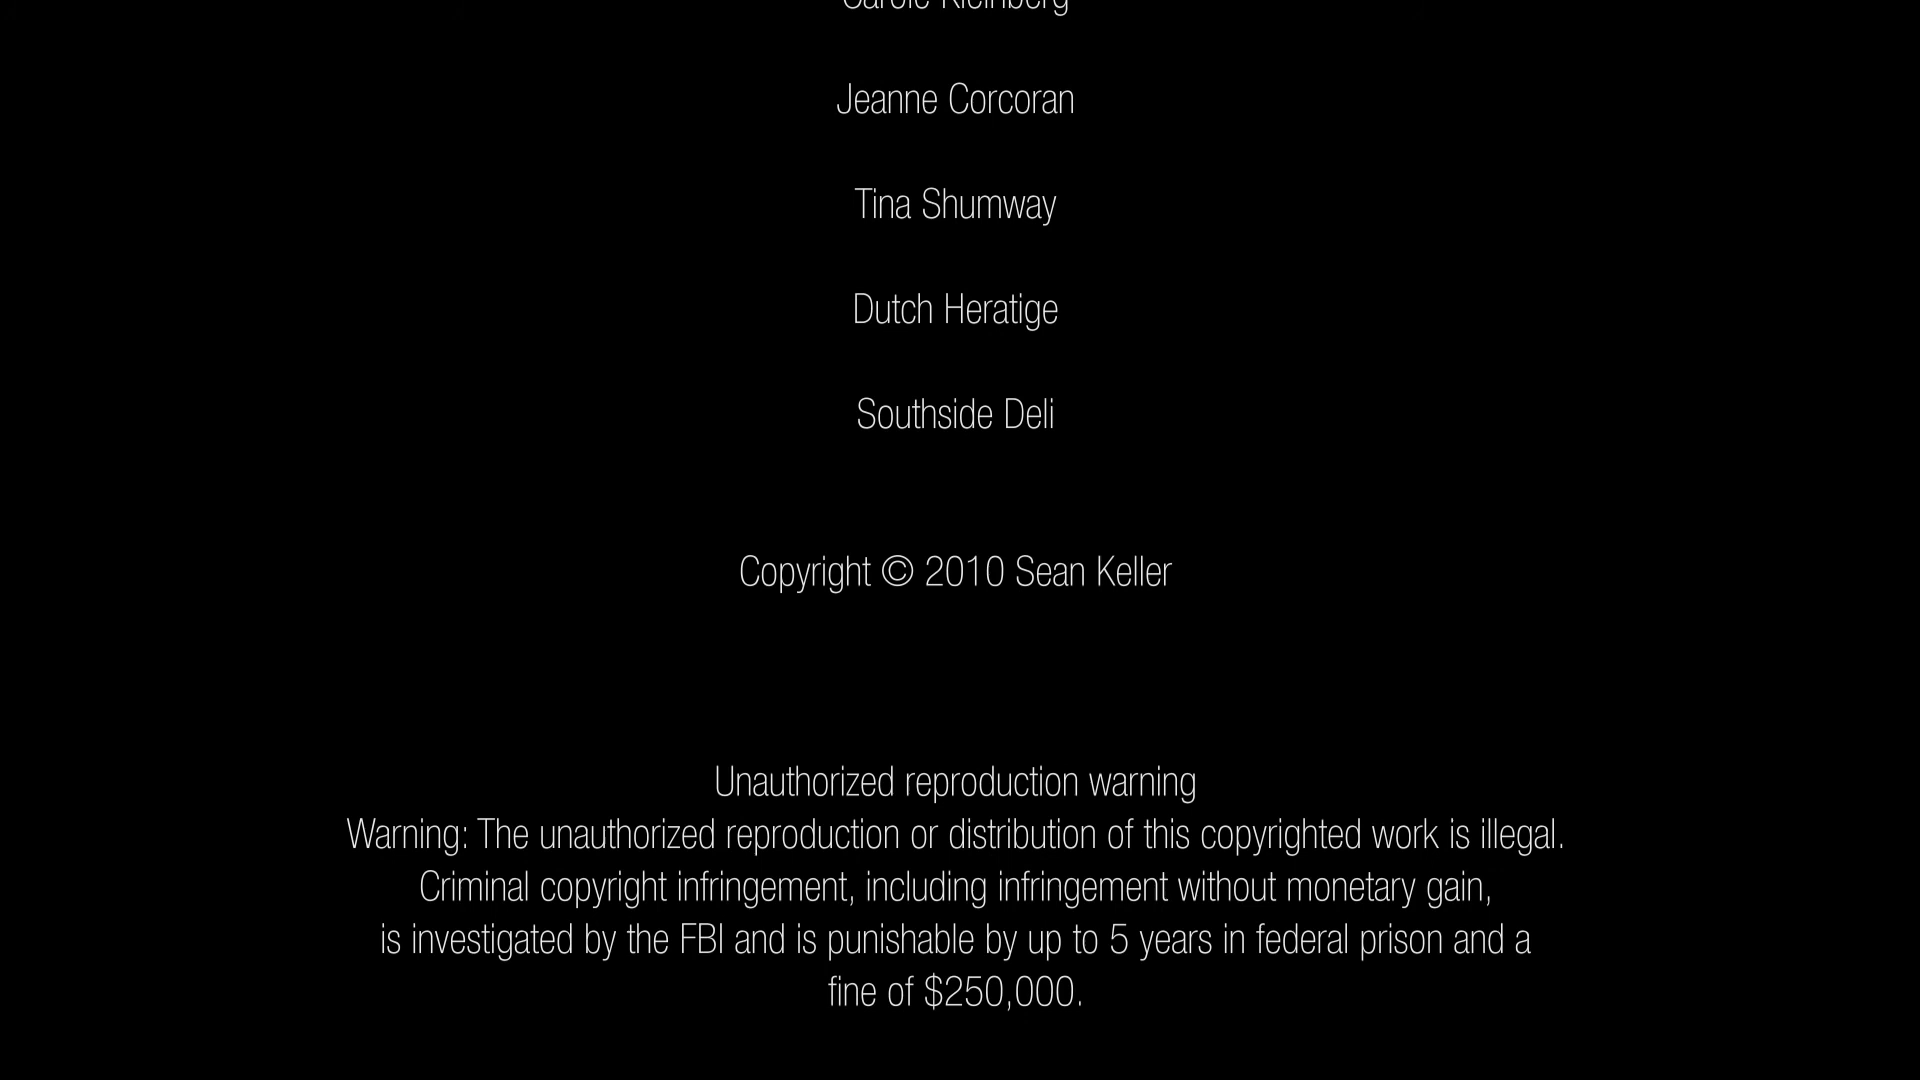 Carole Kleinberg
Jeanne Corcoran
Tina Shumway
Dutch Heratige
Southside Deli
Copyright © 2010 Sean Keller
Unauthorized reproduction warning
Warning: The unauthorized reproduction or distribution of this copyrighted work is illegal.
Criminal copyright infringement, including infringement without monetary gain,
is investigated by the FBI and is punishable by up to 5 years in federal prison and a
fine of $250,000.